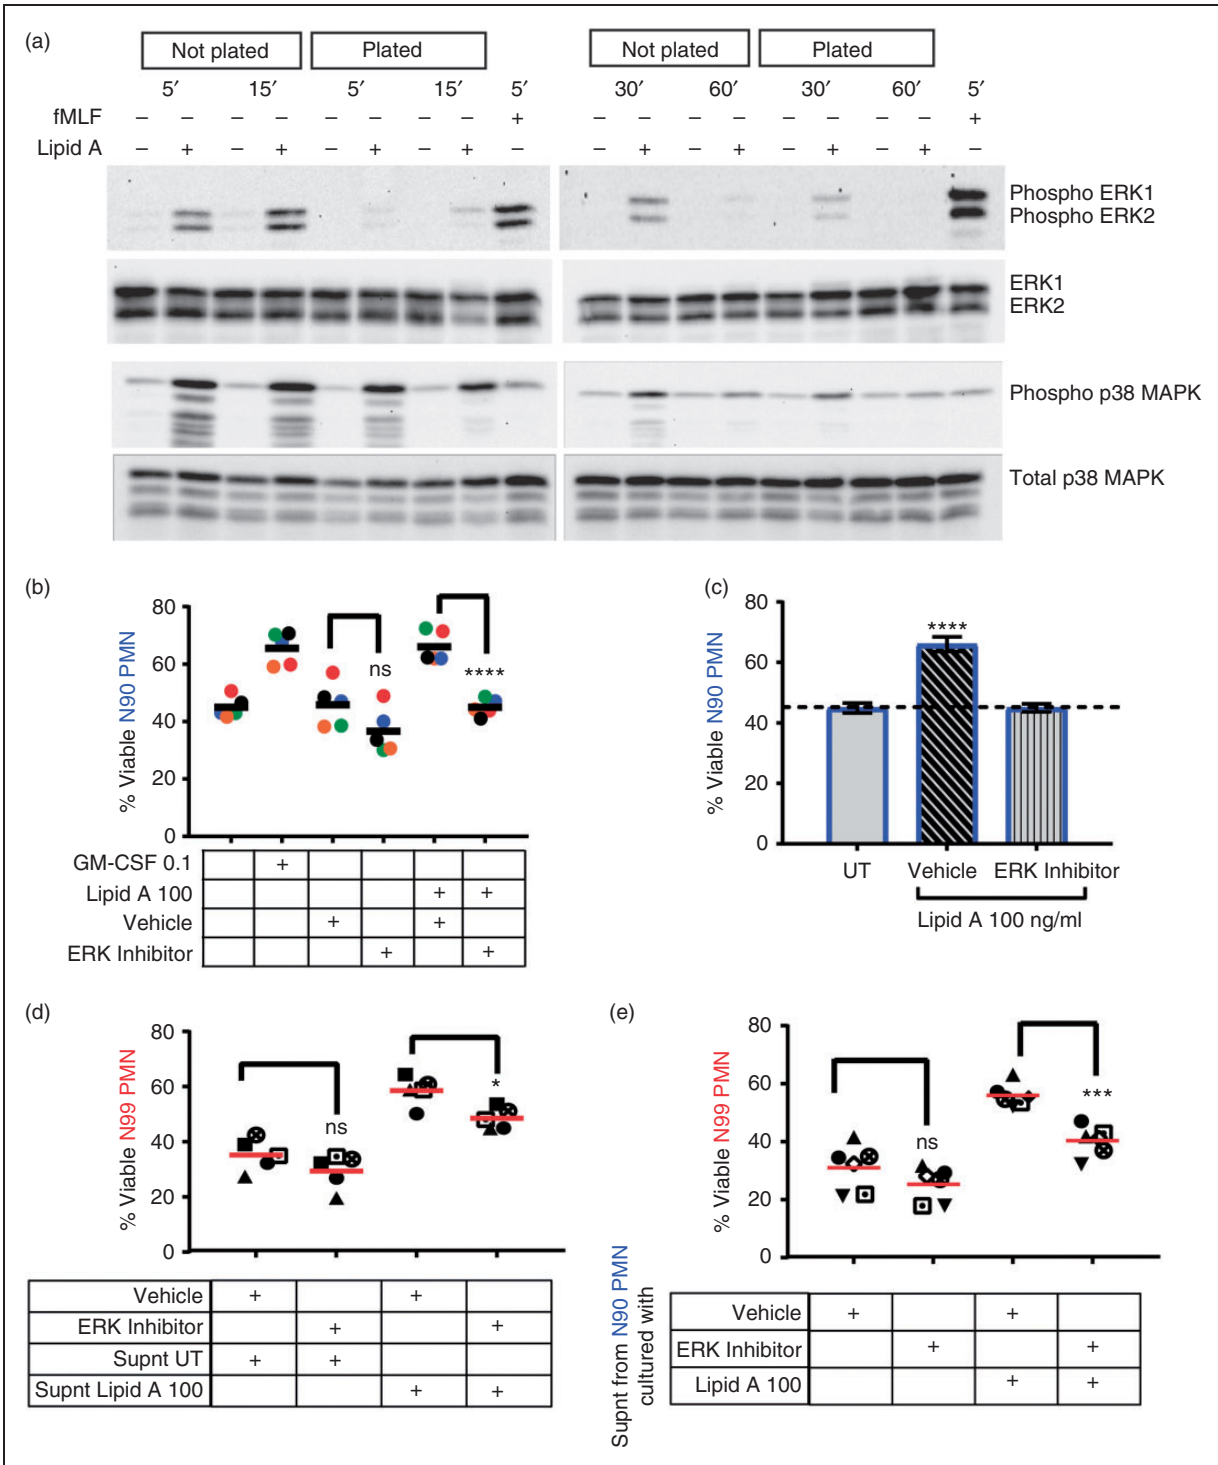 (a)
Not plated Plated Not plated Plated
5′ 15′ 5′ 15′ 5′ 30′ 60′ 30′ 60′ 5′
fMLF − − − − − − − − + − − − − − − − − +
Lipid A − + − + − + − + − − + − + − + − + −
Phospho ERK1
Phospho ERK2
ERK1
ERK2
Phospho p38 MAPK
Total p38 MAPK
(b)
% Viable N90 PMN
80
60
40
20
0
ns
****
GM-CSF 0.1 +
Lipid A 100 + +
Vehicle + +
ERK Inhibitor + +
(c)
% Viable N90 PMN
80
60
40
20
0
****
UT Vehicle ERK Inhibitor
Lipid A 100 ng/ml
(d)
% Viable N99 PMN
80
60
40
20
0
ns
*
Vehicle + +
ERK Inhibitor + +
Supnt UT + +
Supnt Lipid A 100 + +
(e)
% Viable N99 PMN
80
60
40
20
0
ns
***
Supnt from N90 PMN
cultured with
Vehicle + +
ERK Inhibitor + +
Lipid A 100 + +